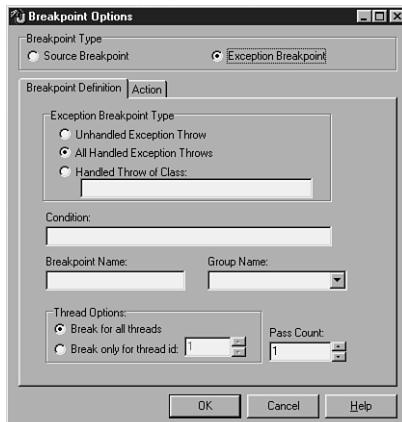 Breakpoint Options
Breakpoint Type
Source Breakpoint Exception Breakpoint
Breakpoint Definition Action
Exception Breakpoint Type
Unhandled Exception Throw
All Handled Exception Throws
Handled Throw of Class:
Condition:
Breakpoint Name: Group Name:
Thread Options:
Break for all threads
Pass Count:
Break only for thread id: 1
1
OK Cancel Help